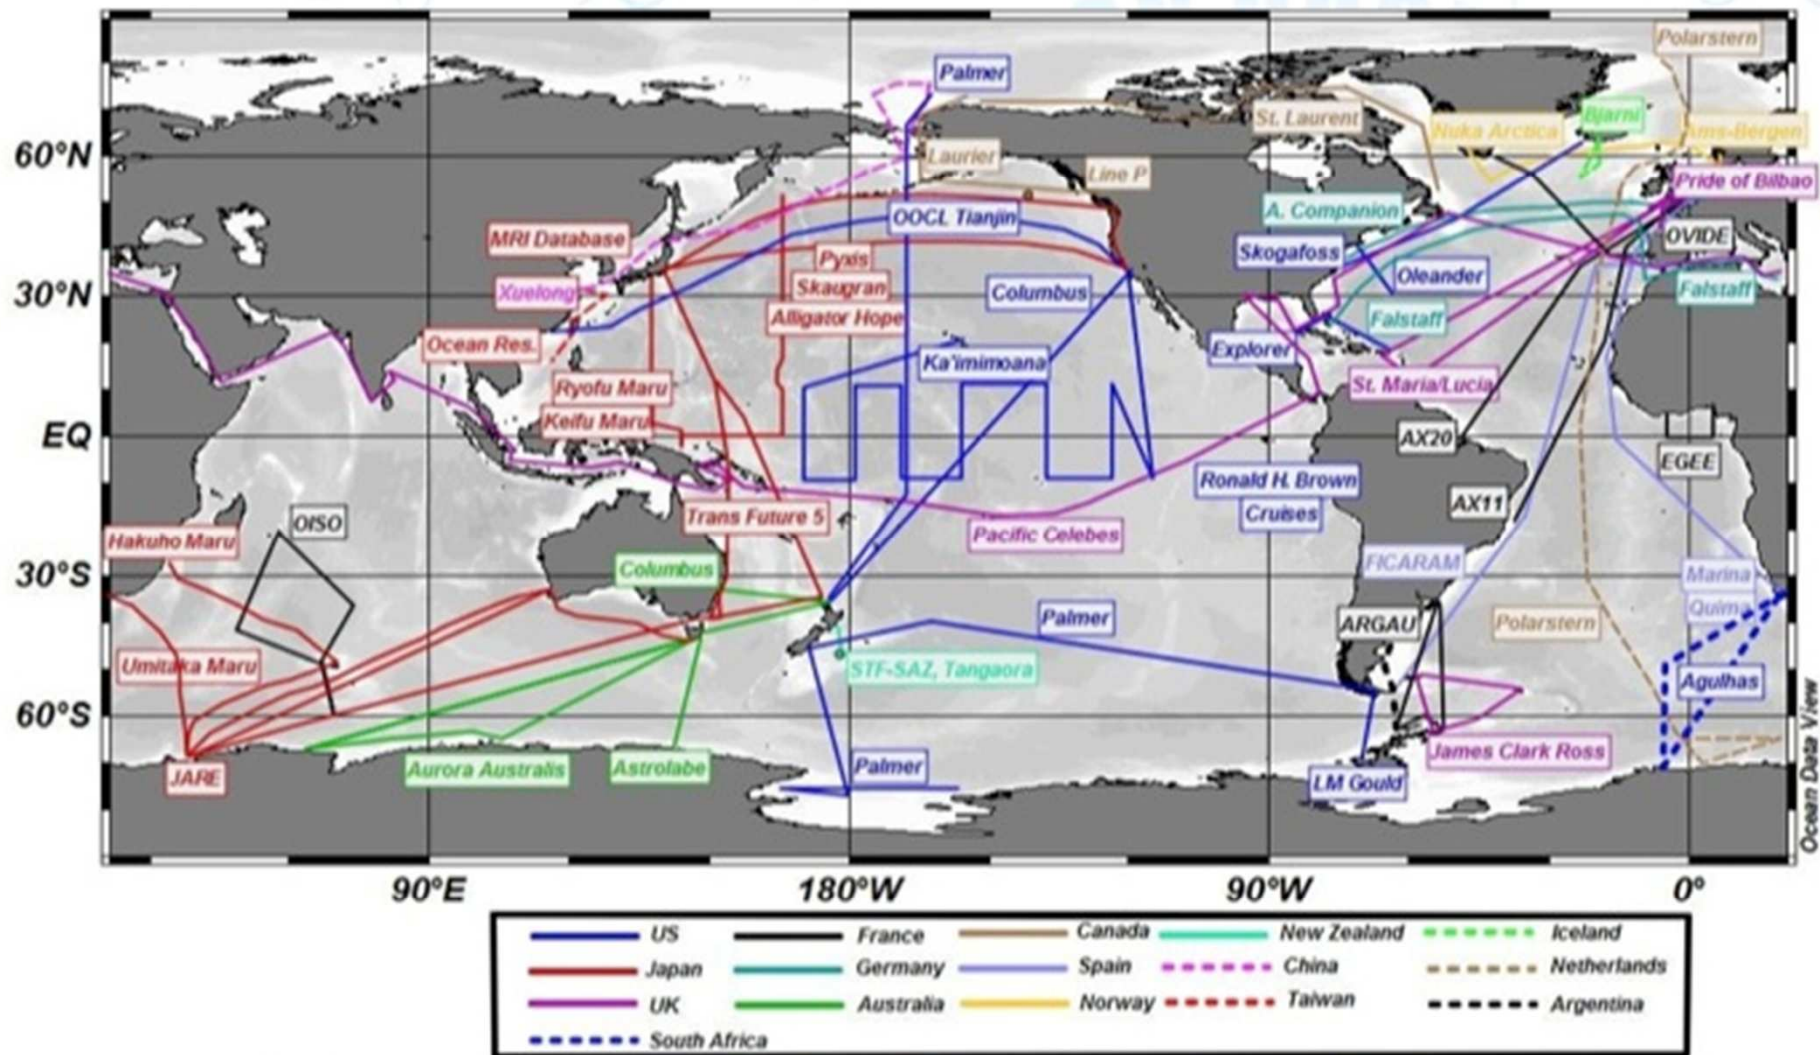 Polarstern
Palmer
St. Laurent
Nuka Arctica
Bjarni
Ams-Bergen
60°N
Laurier
Line P
Pride of Bilbao
A. Companion
OOCL Tianjin
MRI Database
OVIDE
Skogafoss
Pyxis
Oleander
Xuelong
Skaugran
Columbus
30°N
Falstaff
Alligator Hope
Falstaff
Ocean Res.
Explorer
Ka'imimoana
Ryofu Maru
St. Maria/Lucia
Keifu Maru
EQ
AX20
EGEE
Ronald H. Brown
Cruises
AX11
Trans Future 5
OISO
Pacific Celebes
Hakuho Maru
FICARAM
Columbus
30°S
Marina
Quima
Palmer
ARGAU
Polarstern
Umitaka Maru
STF-SAZ, Tangaora
Agulhas
60°S
James Clark Ross
JARE
Aurora Australis
Astrolabe
Palmer
LM Gould
Ocean Data View
90°E
180°W
90°W
0°
US
France
Canada
New Zealand
Iceland
Japan
Germany
Spain
China
Netherlands
UK
Australia
Norway
Taiwan
Argentina
South Africa